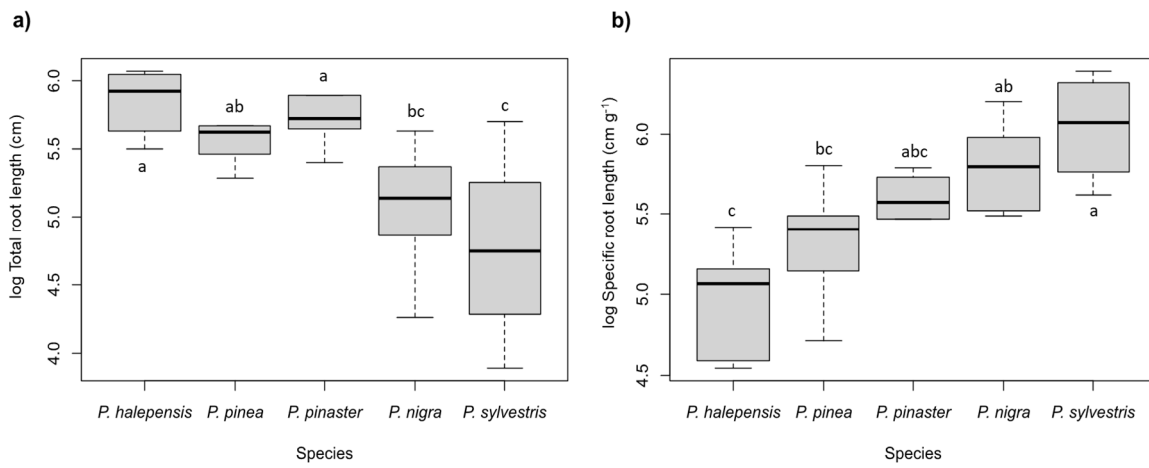 a)
log Total root length (cm)
6.0
5.5
5.0
4.5
4.0
a
ab
a
bc
c
P. halepensis P. pinea P. pinaster P. nigra P. sylvestris
Species
b)
log Specific root length (cm g⁻¹)
6.0
5.5
5.0
4.5
c
bc
abc
ab
a
P. halepensis P. pinea P. pinaster P. nigra P. sylvestris
Species